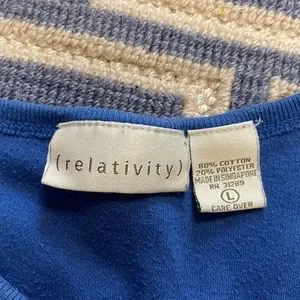 (relativity)
80% COTTON
20% POLYESTER
MADE IN SINGAPORE
RN 31289
L
CARE OVER